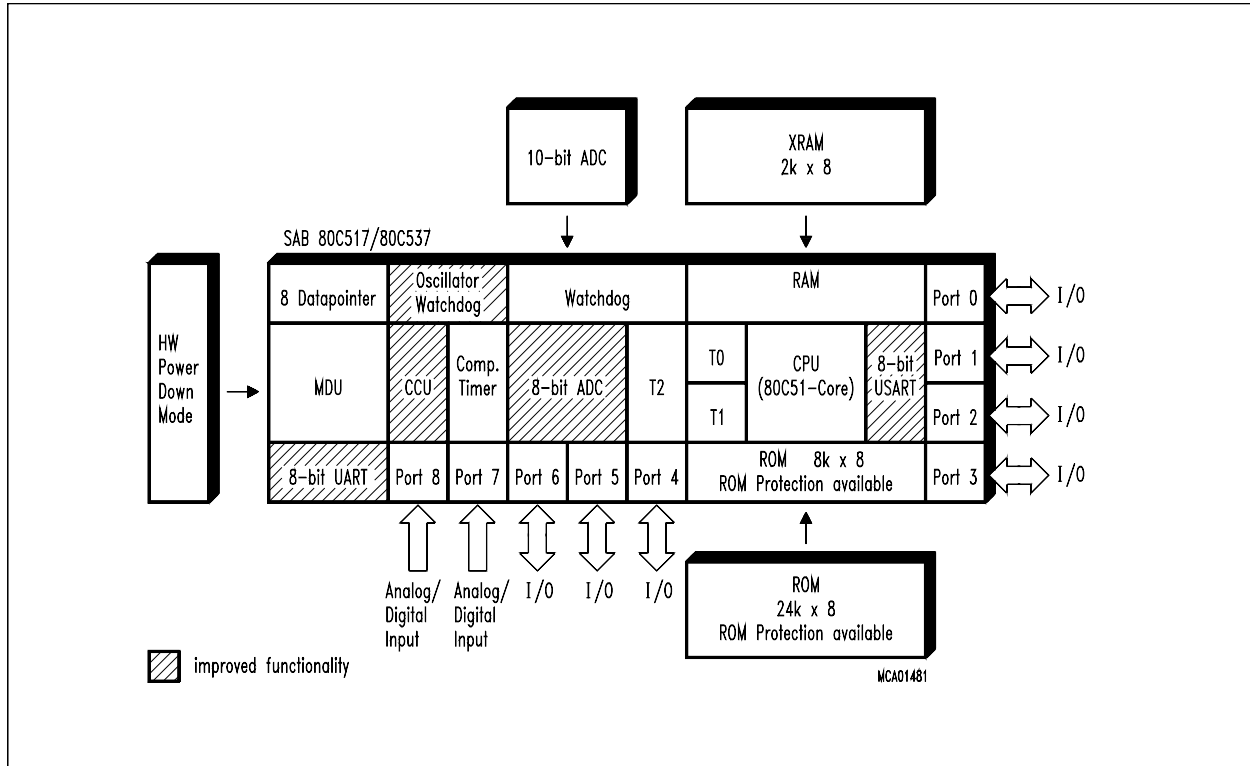 10-bit ADC
XRAM
2k x 8
SAB 80C517/80C537
HW
Power
Down
Mode
8 Datapointer
Oscillator
Watchdog
Watchdog
RAM
Port 0
I/O
MDU
CCU
Comp.
Timer
8-bit ADC
T2
T0
T1
CPU
(80C51-Core)
8-bit
USART
Port 1
I/O
Port 2
I/O
8-bit UART
Port 8
Port 7
Port 6
Port 5
Port 4
ROM 8k x 8
ROM Protection available
Port 3
I/O
Analog/
Digital
Input
Analog/
Digital
Input
I/O
I/O
I/O
ROM
24k x 8
ROM Protection available
improved functionality
MCA01481